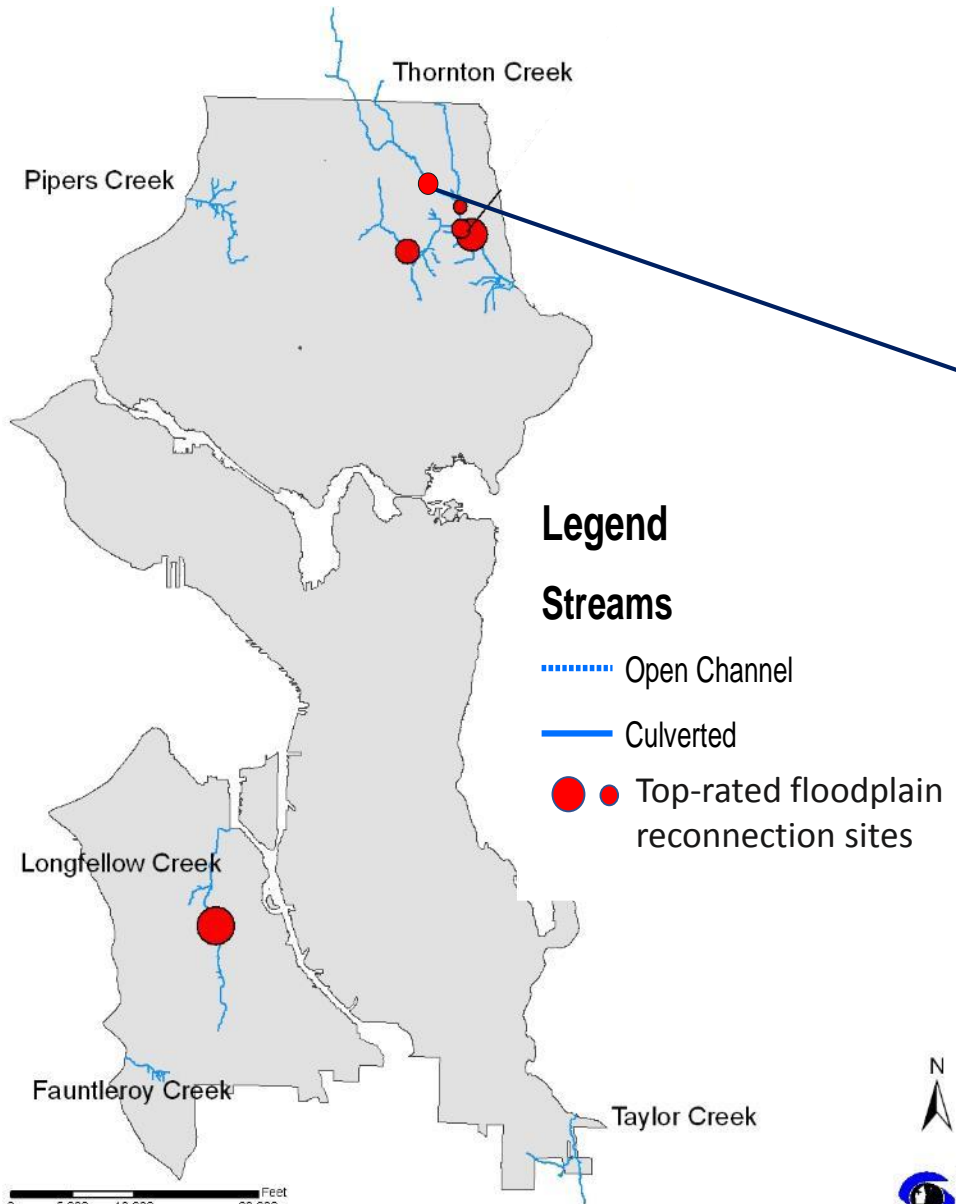 Thornton Creek
Pipers Creek
Legend
Streams
Open Channel
Culverted
Top-rated floodplain
reconnection sites
Longfellow Creek
Fauntleroy Creek
Taylor Creek
N
Feet